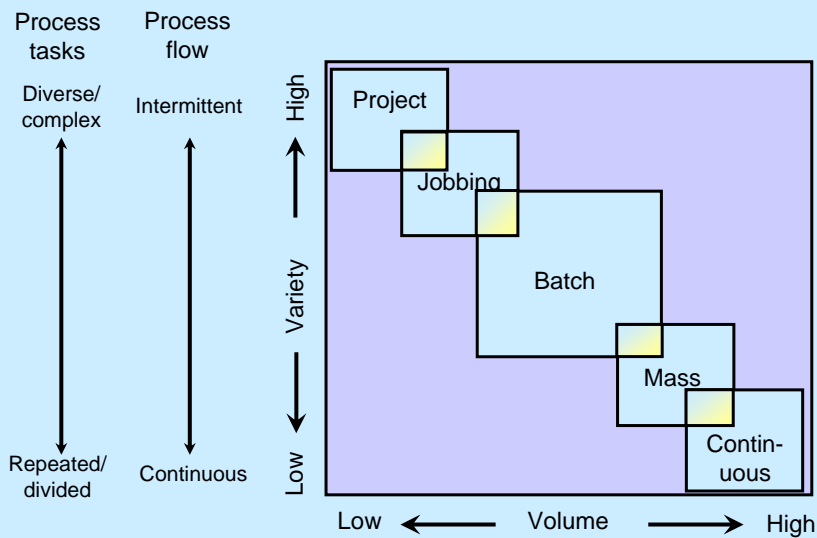 Process
tasks
Process
flow
Diverse/
complex
Intermittent
High
Variety
Low
Project
Jobbing
Batch
Mass
Contin-
uous
Repeated/
divided
Continuous
Low
Volume
High